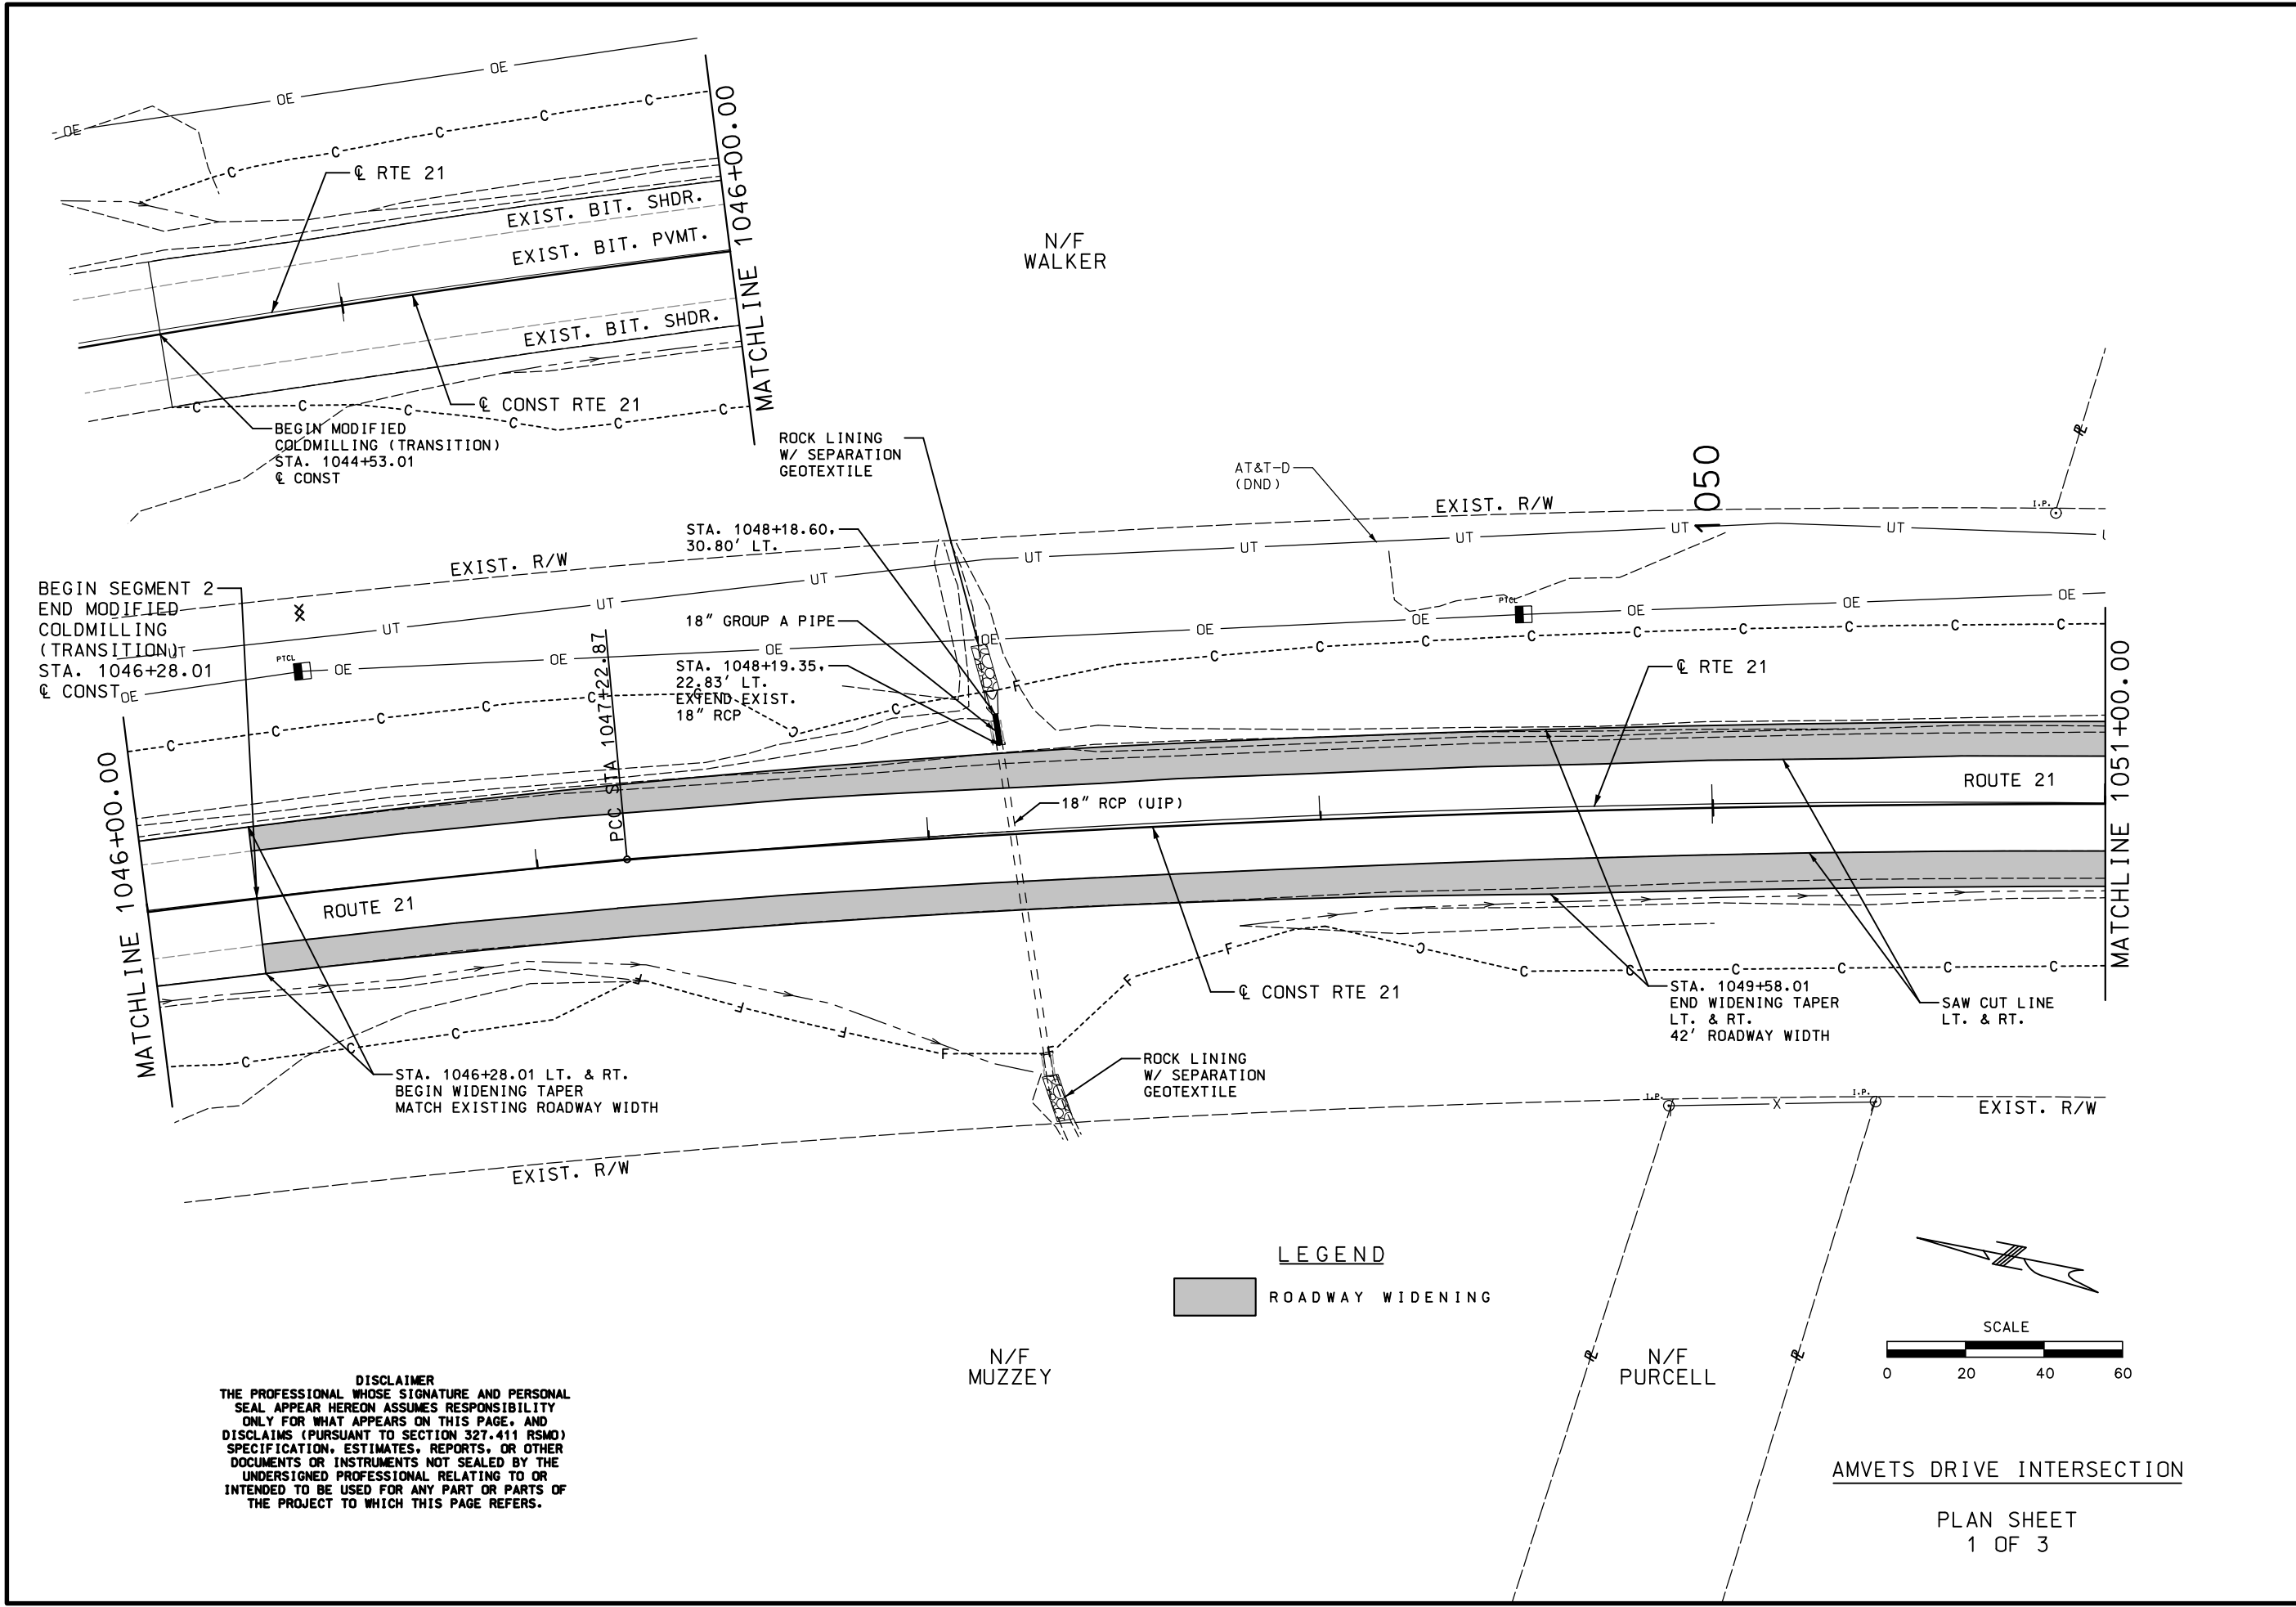 OE
OE
OE
C
C
C
C
C
℄ RTE 21
EXIST. BIT. SHDR.
EXIST. BIT. PVMT.
EXIST. BIT. SHDR.
MATCHLINE 1046+00.00
℄ CONST RTE 21
C
C
C
C
C
C
BEGIN MODIFIED
COLDMILLING (TRANSITION)
STA. 1044+53.01
℄ CONST
N/F
WALKER
ROCK LINING
W/ SEPARATION
GEOTEXTILE
AT&T-D
(DND)
1050
EXIST. R/W
I.P.
℄
STA. 1048+18.60,
30.80' LT.
EXIST. R/W
UT
UT
UT
UT
UT
UT
UT
UT
UT
BEGIN SEGMENT 2
END MODIFIED
COLDMILLING
(TRANSITION)
STA. 1046+28.01
℄ CONST
18" GROUP A PIPE
STA. 1048+19.35,
22.83' LT.
EXTEND EXIST.
18" RCP
PTCL
PTCL
OE
OE
OE
OE
OE
OE
OE
OE
OE
OE
C
C
C
C
C
C
C
C
F
C
C
C
C
C
C
C
C
C
PCC STA 1047+22.87
℄ RTE 21
MATCHLINE 1046+00.00
18" RCP (UIP)
ROUTE 21
ROUTE 21
MATCHLINE 1051+00.00
℄ CONST RTE 21
C
C
C
F
F
F
F
F
F
F
C
C
C
C
C
C
C
STA. 1049+58.01
END WIDENING TAPER
LT. & RT.
42' ROADWAY WIDTH
SAW CUT LINE
LT. & RT.
STA. 1046+28.01 LT. & RT.
BEGIN WIDENING TAPER
MATCH EXISTING ROADWAY WIDTH
ROCK LINING
W/ SEPARATION
GEOTEXTILE
I.P.
X
I.P.
EXIST. R/W
EXIST. R/W
LEGEND
ROADWAY WIDENING
SCALE
0 20 40 60
N/F
MUZZEY
N/F
PURCELL
DISCLAIMER
THE PROFESSIONAL WHOSE SIGNATURE AND PERSONAL
SEAL APPEAR HEREON ASSUMES RESPONSIBILITY
ONLY FOR WHAT APPEARS ON THIS PAGE, AND
DISCLAIMS (PURSUANT TO SECTION 327.411 RSMO)
SPECIFICATION, ESTIMATES, REPORTS, OR OTHER
DOCUMENTS OR INSTRUMENTS NOT SEALED BY THE
UNDERSIGNED PROFESSIONAL RELATING TO OR
INTENDED TO BE USED FOR ANY PART OR PARTS OF
THE PROJECT TO WHICH THIS PAGE REFERS.
AMVETS DRIVE INTERSECTION
PLAN SHEET
1 OF 3